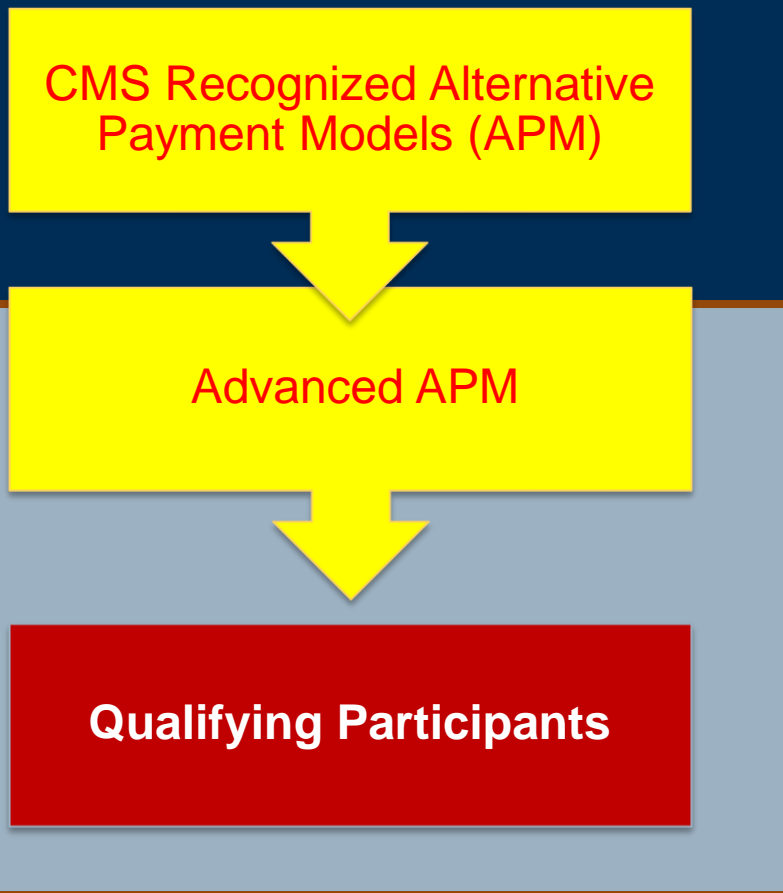 CMS Recognized Alternative
Payment Models (APM)
Advanced APM
Qualifying Participants